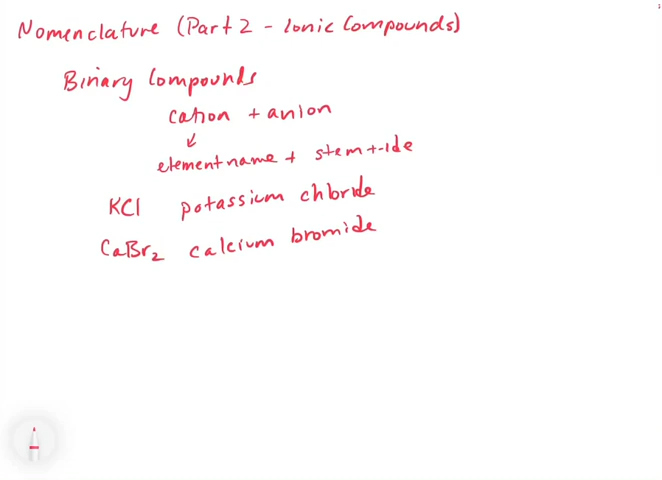 Nomenclature (Part 2 - Ionic Compounds)
Binary Compounds
cation + anion
element name + stem + -ide
KCl potassium chloride
CaBr2 calcium bromide